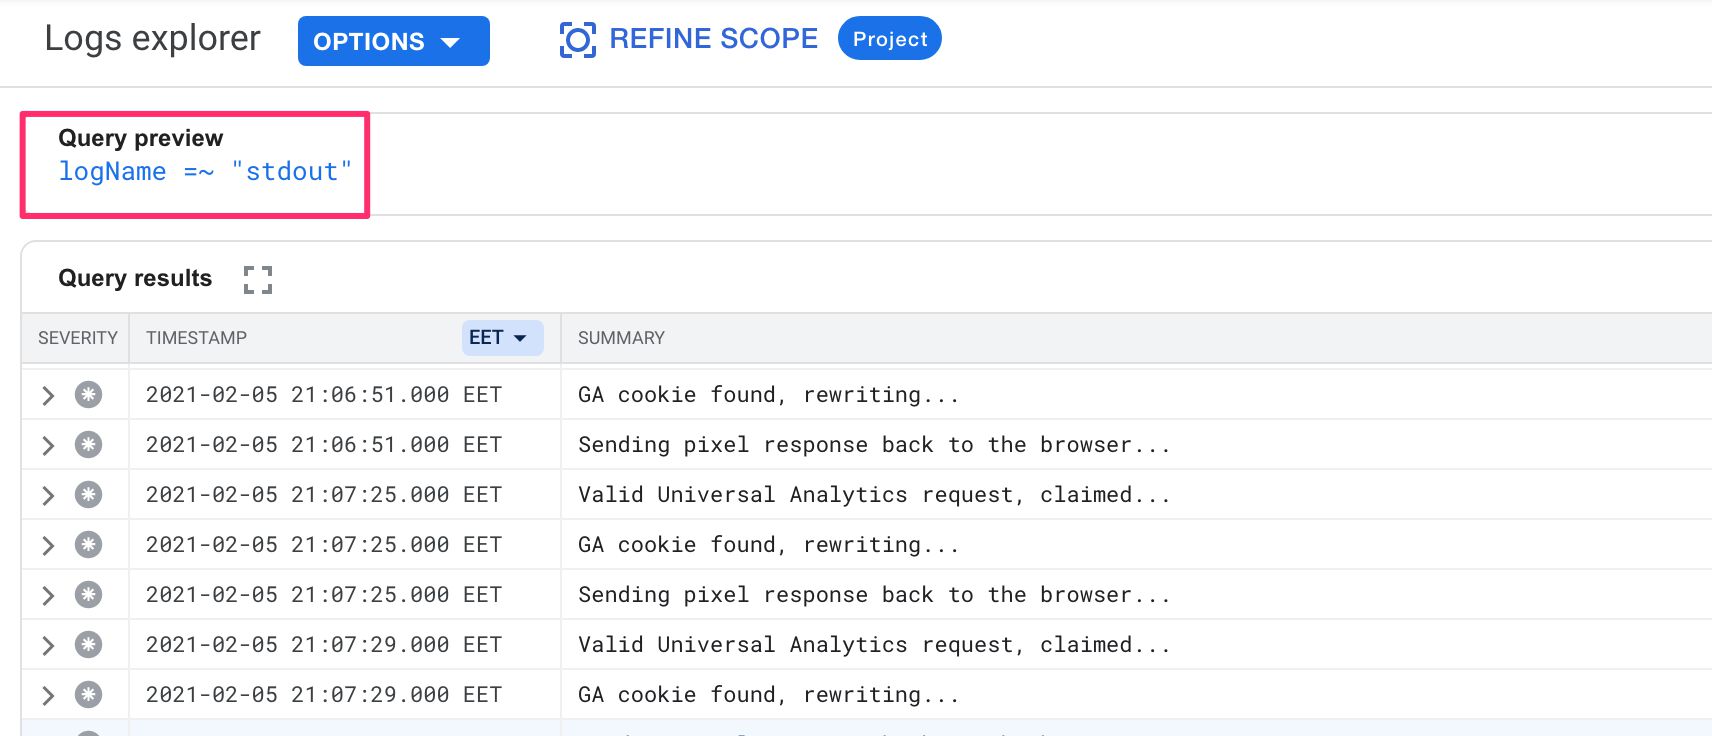 Logs explorer OPTIONS REFINE SCOPE Project
Query preview
logName =~ "stdout"
Query results
SEVERITY TIMESTAMP EET SUMMARY
2021-02-05 21:06:51.000 EET GA cookie found, rewriting...
2021-02-05 21:06:51.000 EET Sending pixel response back to the browser...
2021-02-05 21:07:25.000 EET Valid Universal Analytics request, claimed...
2021-02-05 21:07:25.000 EET GA cookie found, rewriting...
2021-02-05 21:07:25.000 EET Sending pixel response back to the browser...
2021-02-05 21:07:29.000 EET Valid Universal Analytics request, claimed...
2021-02-05 21:07:29.000 EET GA cookie found, rewriting...